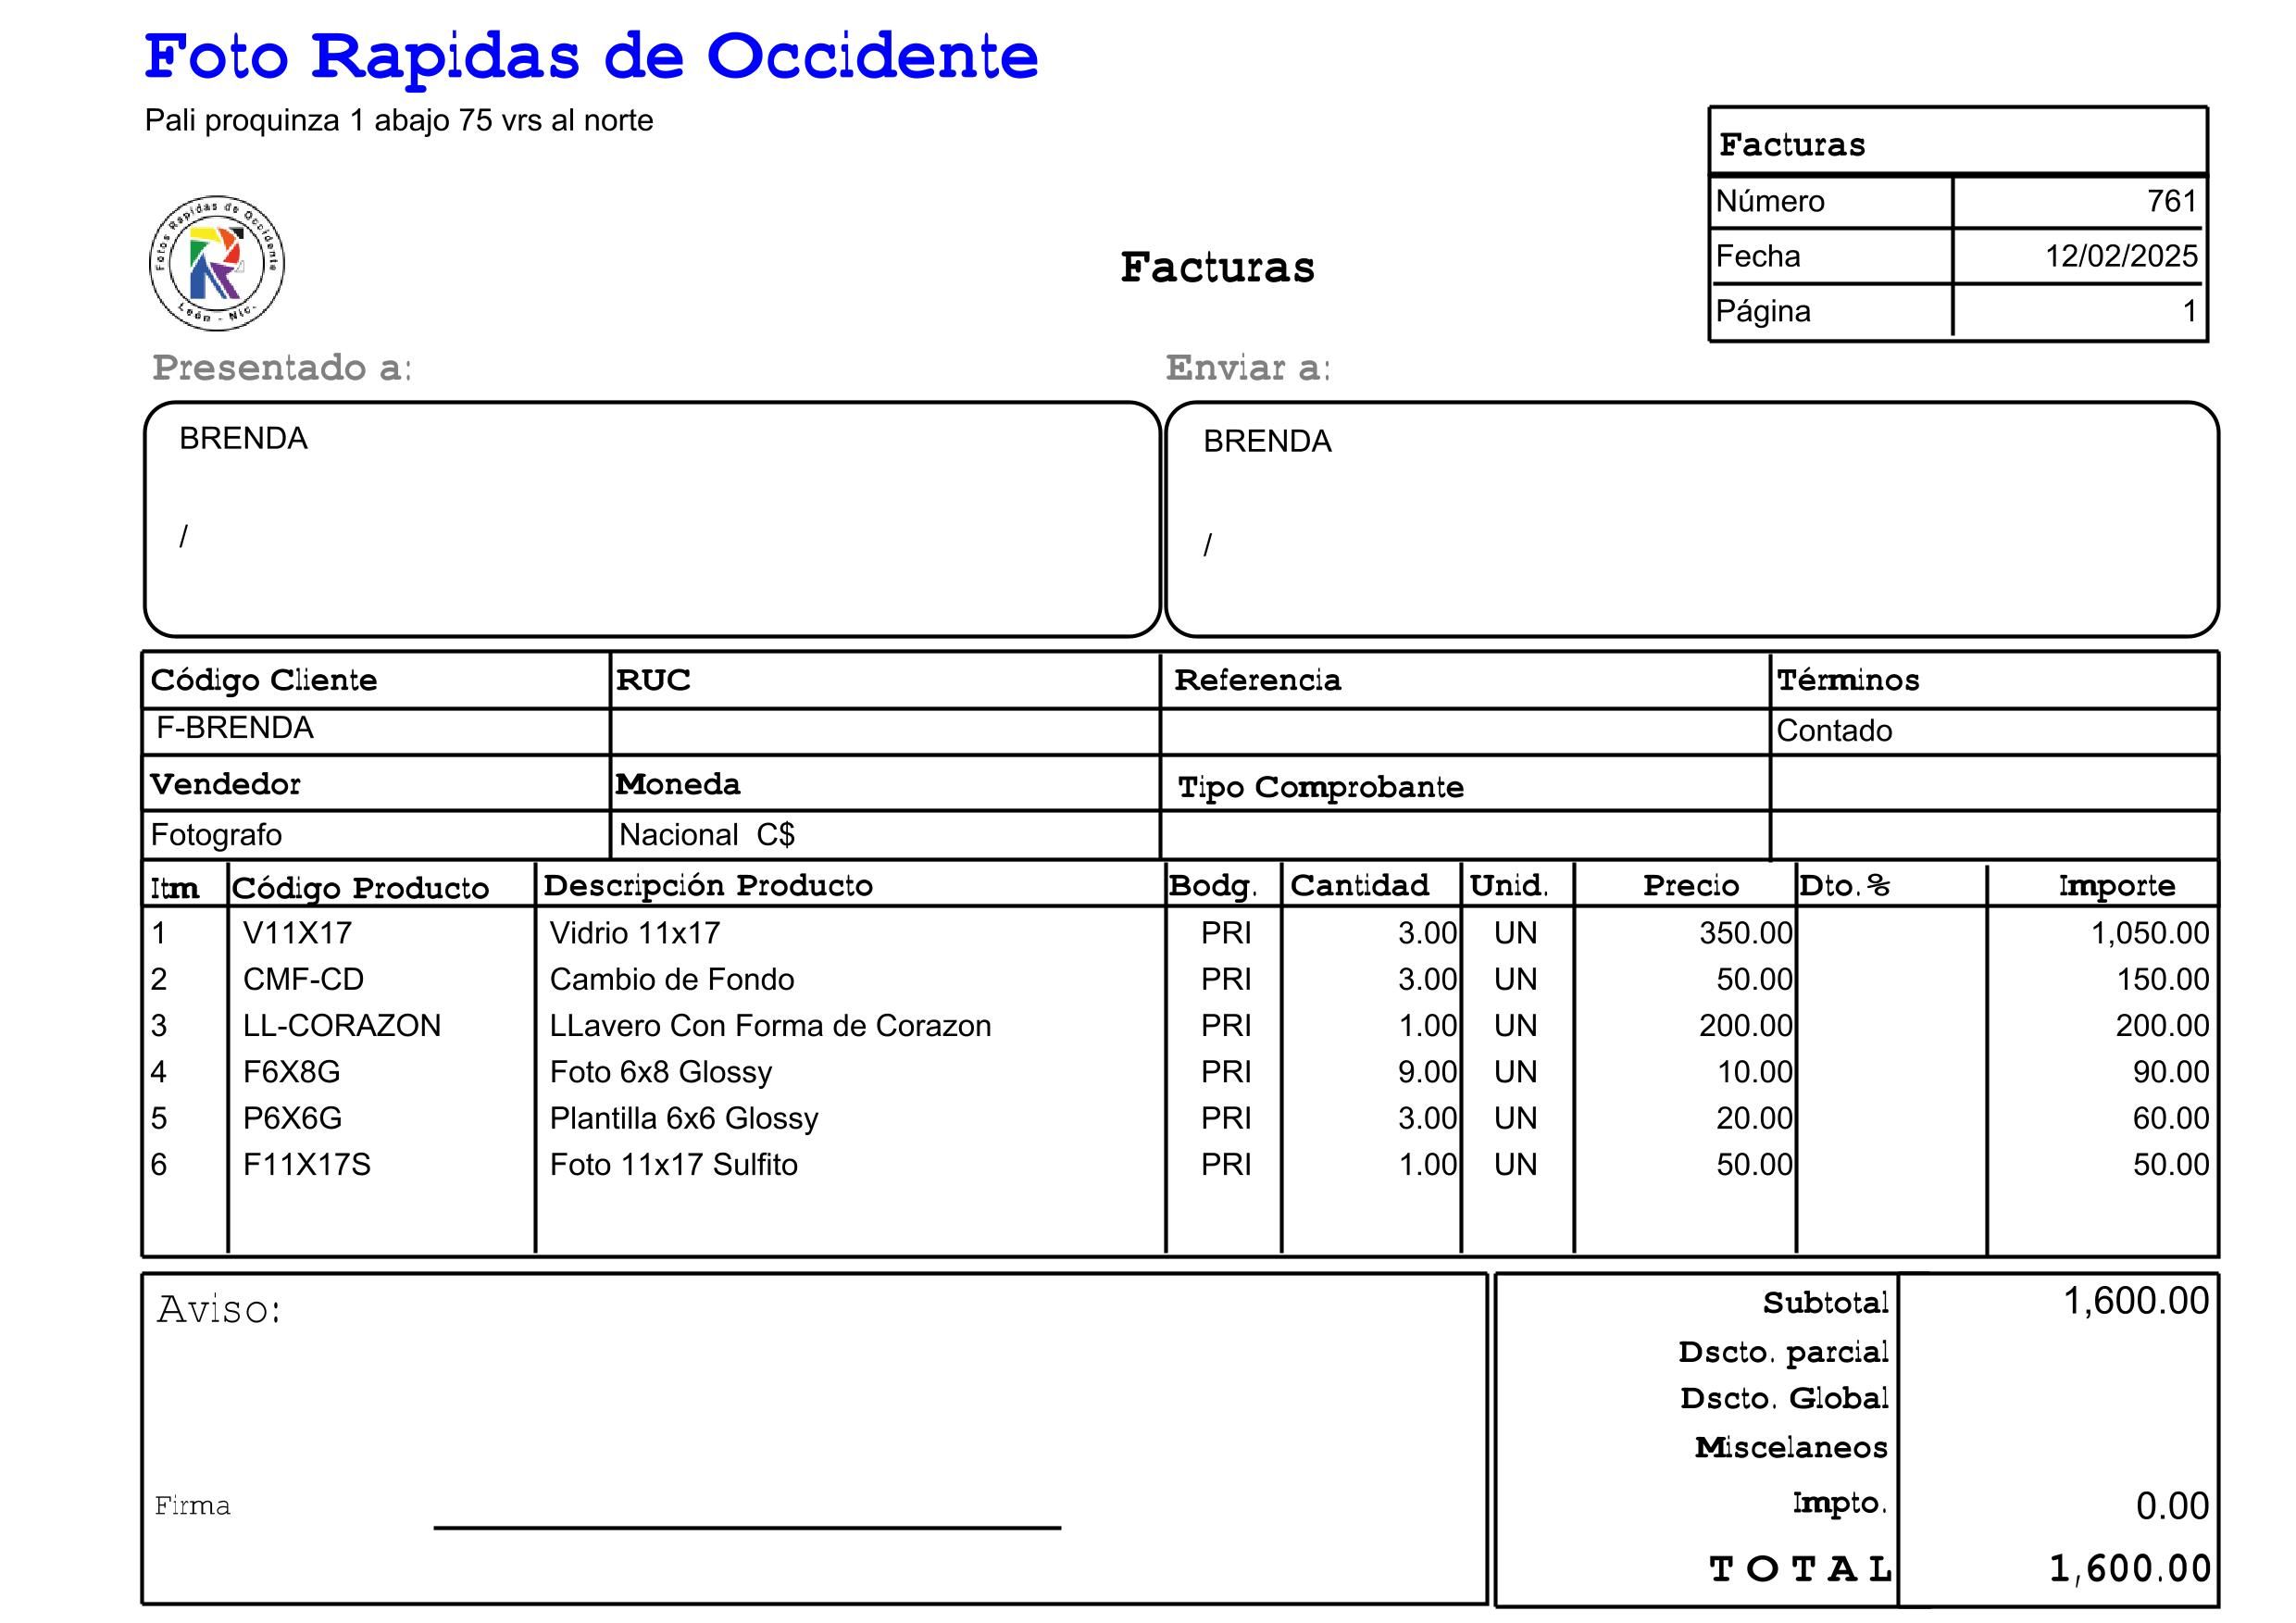 Foto Rapidas de Occidente
Pali proquinza 1 abajo 75 vrs al norte
Facturas
Número 761
Fecha 12/02/2025
Página 1
Fotos Rapidas de Occidente
León - Nic.
Facturas
Presentado a: Enviar a:
BRENDA BRENDA
/ /
Código Cliente RUC Referencia Términos
F-BRENDA Contado
Vendedor Moneda Tipo Comprobante
Fotografo Nacional C$
Itm Código Producto Descripción Producto Bodg. Cantidad Unid. Precio Dto.% Importe
1 V11X17 Vidrio 11x17 PRI 3.00 UN 350.00 1,050.00
2 CMF-CD Cambio de Fondo PRI 3.00 UN 50.00 150.00
3 LL-CORAZON LLavero Con Forma de Corazon PRI 1.00 UN 200.00 200.00
4 F6X8G Foto 6x8 Glossy PRI 9.00 UN 10.00 90.00
5 P6X6G Plantilla 6x6 Glossy PRI 3.00 UN 20.00 60.00
6 F11X17S Foto 11x17 Sulfito PRI 1.00 UN 50.00 50.00
Aviso:
Subtotal 1,600.00
Dscto. parcial
Dscto. Global
Miscelaneos
Firma
Impto. 0.00
TOTAL 1,600.00